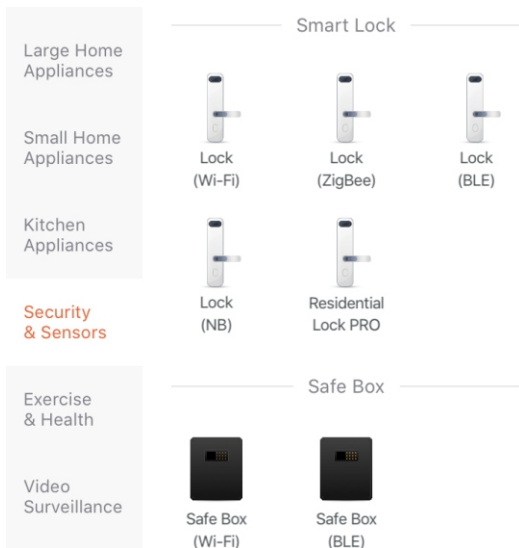 Large Home
Appliances
Small Home
Appliances
Kitchen
Appliances
Security
& Sensors
Exercise
& Health
Video
Surveillance
Smart Lock
Lock
(Wi-Fi)
Lock
(ZigBee)
Lock
(BLE)
Lock
(NB)
Residential
Lock PRO
Safe Box
Safe Box
(Wi-Fi)
Safe Box
(BLE)